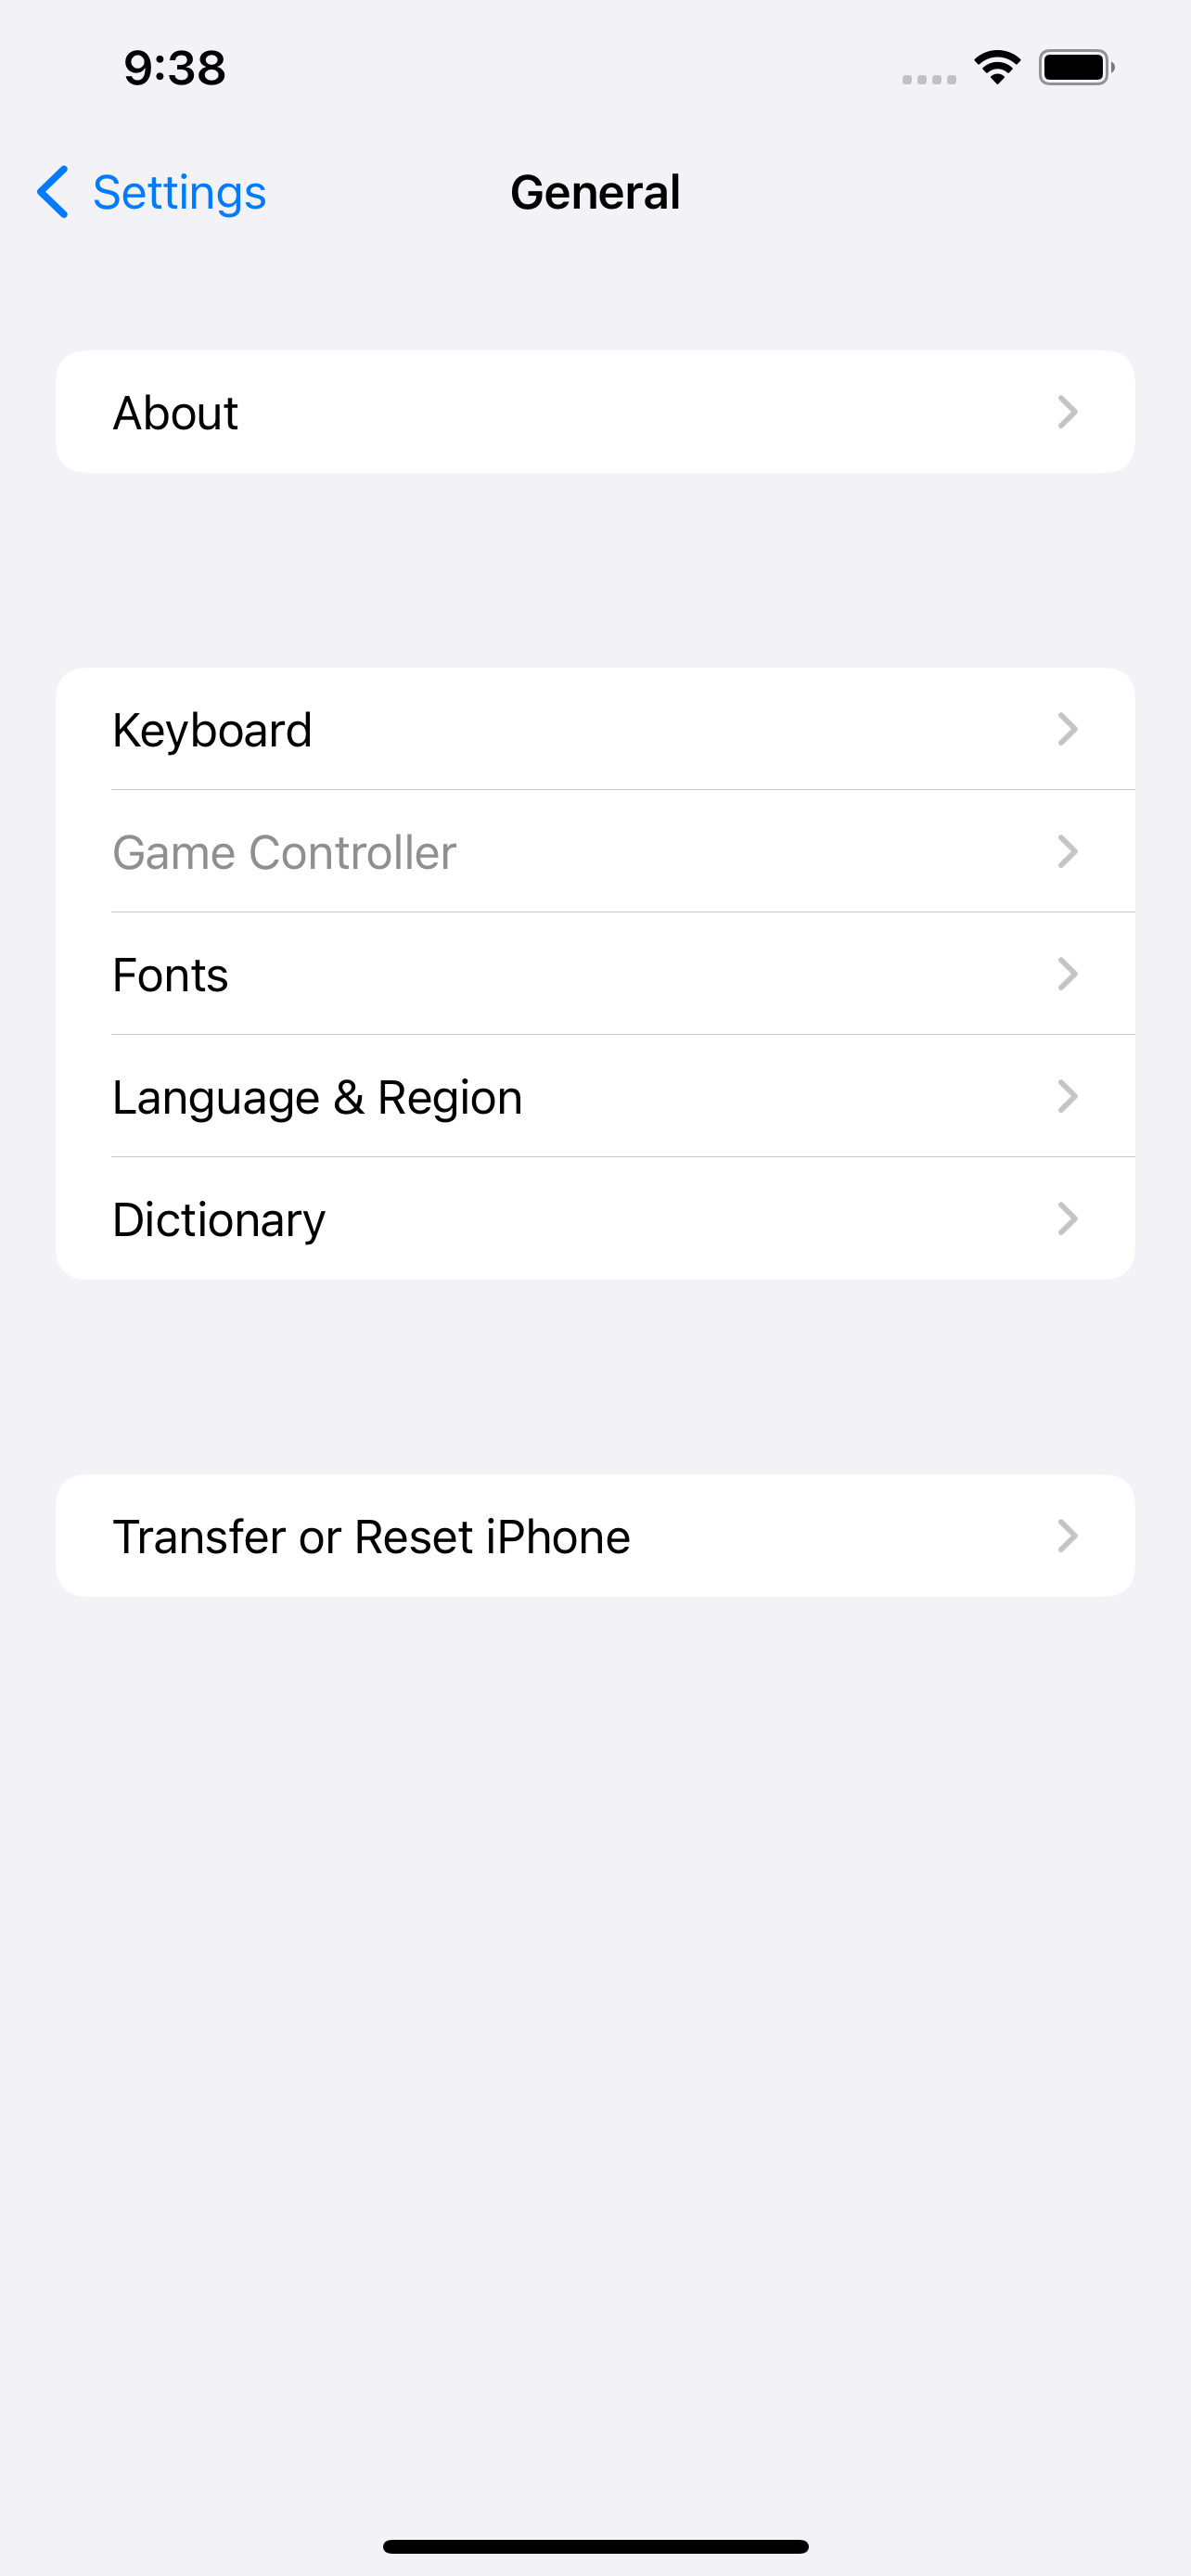 9:38
Settings
General
About
Keyboard
Game Controller
Fonts
Language & Region
Dictionary
Transfer or Reset iPhone